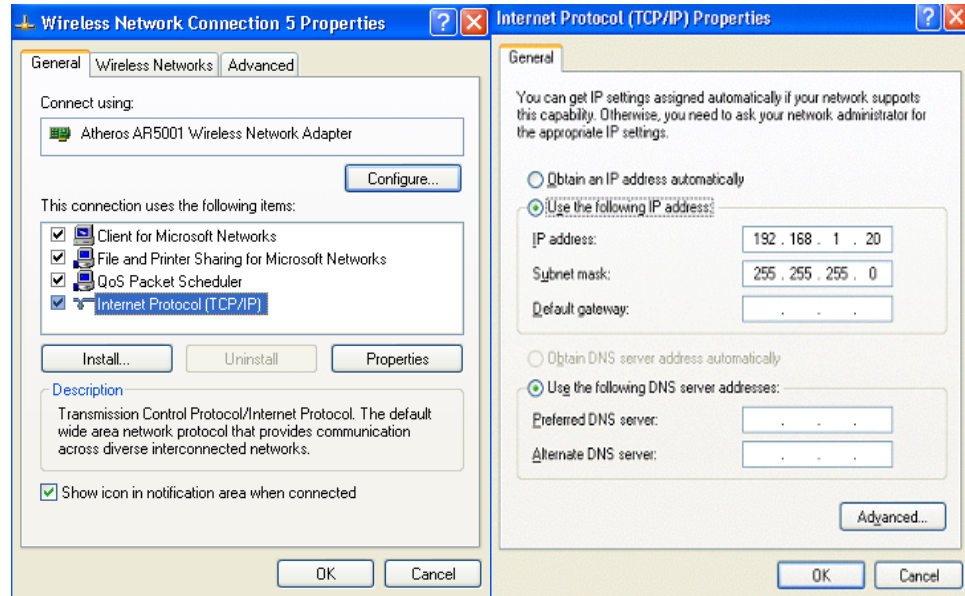 Wireless Network Connection 5 Properties
General Wireless Networks Advanced
Connect using:
Atheros AR5001 Wireless Network Adapter
Configure...
This connection uses the following items:
Client for Microsoft Networks
File and Printer Sharing for Microsoft Networks
QoS Packet Scheduler
Internet Protocol (TCP/IP)
Install... Uninstall Properties
Description
Transmission Control Protocol/Internet Protocol. The default
wide area network protocol that provides communication
across diverse interconnected networks.
Show icon in notification area when connected
OK Cancel
Internet Protocol (TCP/IP) Properties
General
You can get IP settings assigned automatically if your network supports
this capability. Otherwise, you need to ask your network administrator for
the appropriate IP settings.
Obtain an IP address automatically
Use the following IP address:
IP address: 192 . 168 . 1 . 20
Subnet mask: 255 . 255 . 255 . 0
Default gateway: . . .
Obtain DNS server address automatically
Use the following DNS server addresses:
Preferred DNS server: . . .
Alternate DNS server: . . .
Advanced...
OK Cancel